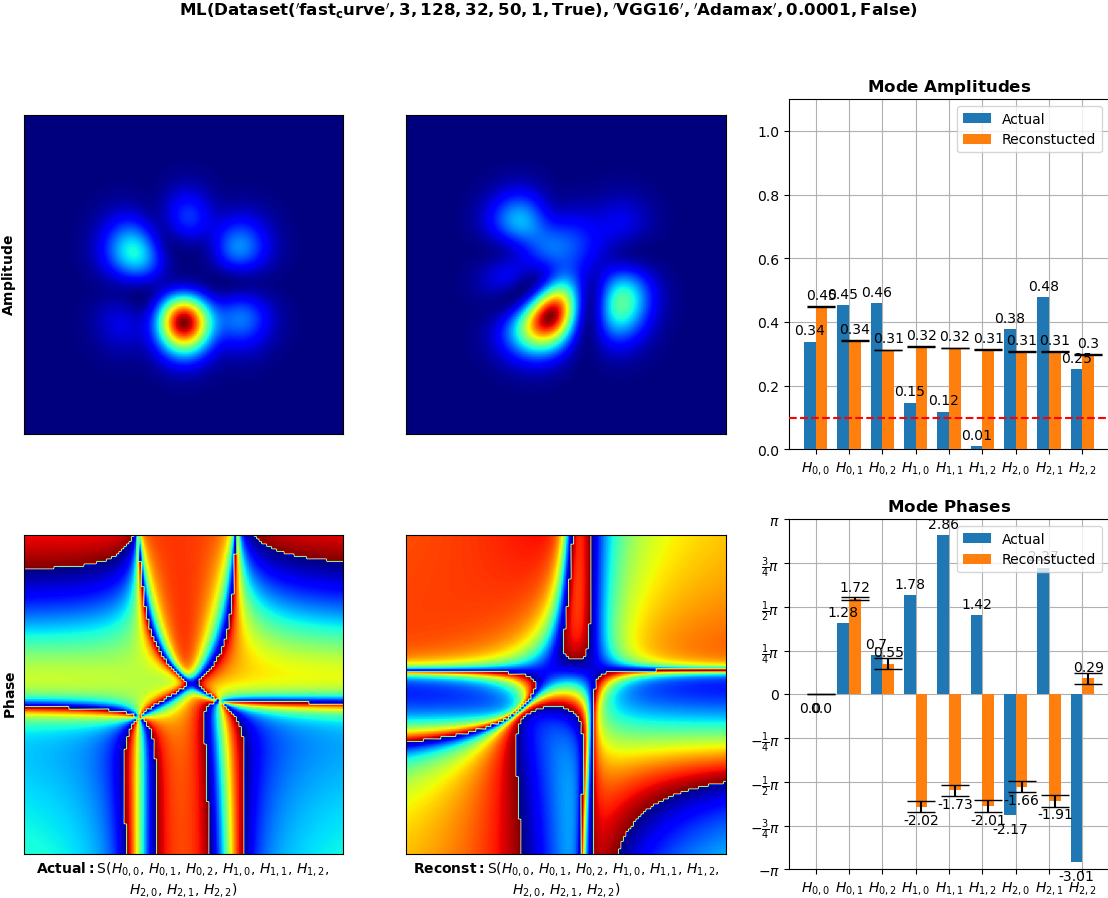 ML(Dataset('fast_curve', 3, 128, 32, 50, 1, True), 'VGG16', 'Adamax', 0.0001, False)
Mode Amplitudes
Amplitude
Actual
Reconstucted
1.0
0.8
0.6
0.4
0.2
0.0
0.34 0.45 0.45 0.34 0.46 0.31 0.15 0.32 0.12 0.32 0.01 0.31 0.38 0.31 0.48 0.31 0.25 0.3
H0,0 H0,1 H0,2 H1,0 H1,1 H1,2 H2,0 H2,1 H2,2
Mode Phases
Phase
Actual
Reconstucted
π
3/4π
1/2π
1/4π
0
−1/4π
−1/2π
−3/4π
−π
0.0 0.0 1.28 1.72 0.7 0.55 1.78 -2.02 2.86 -1.73 1.42 -2.01 -2.17 -1.66 -1.91 -3.01 0.29
H0,0 H0,1 H0,2 H1,0 H1,1 H1,2 H2,0 H2,1 H2,2
Actual: S(H0,0, H0,1, H0,2, H1,0, H1,1, H1,2,
H2,0, H2,1, H2,2)
Reconst: S(H0,0, H0,1, H0,2, H1,0, H1,1, H1,2,
H2,0, H2,1, H2,2)